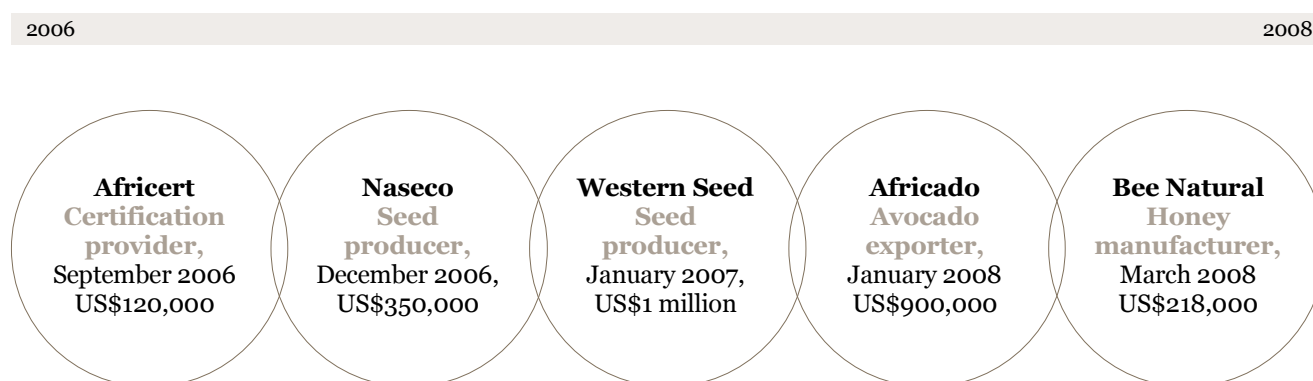 2006
2008
Africert
Certification
provider,
September 2006
US$120,000
Naseco
Seed
producer,
December 2006,
US$350,000
Western Seed
Seed
producer,
January 2007,
US$1 million
Africado
Avocado
exporter,
January 2008
US$900,000
Bee Natural
Honey
manufacturer,
March 2008
US$218,000